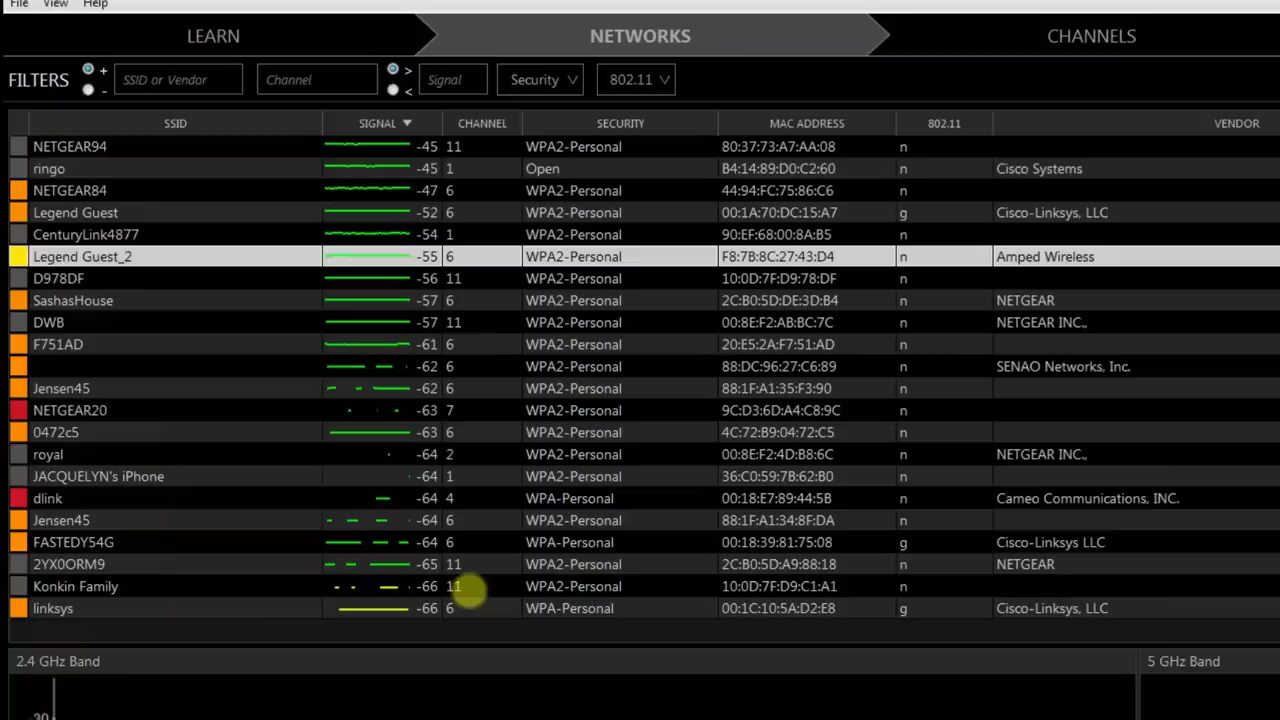 File View Help
LEARN NETWORKS CHANNELS
FILTERS + - SSID or Vendor Channel > < Signal Security 802.11
SSID SIGNAL CHANNEL SECURITY MAC ADDRESS 802.11 VENDOR
NETGEAR94 -45 11 WPA2-Personal 80:37:73:A7:AA:08 n
ringo -45 1 Open B4:14:89:D0:C2:60 n Cisco Systems
NETGEAR84 -47 6 WPA2-Personal 44:94:FC:75:86:C6 n
Legend Guest -52 6 WPA2-Personal 00:1A:70:DC:15:A7 g Cisco-Linksys, LLC
CenturyLink4877 -54 1 WPA2-Personal 90:EF:68:00:8A:B5 n
Legend Guest_2 -55 6 WPA2-Personal F8:7B:8C:27:43:D4 n Amped Wireless
D978DF -56 11 WPA2-Personal 10:0D:7F:D9:78:DF n
SashasHouse -57 6 WPA2-Personal 2C:B0:5D:DE:3D:B4 n NETGEAR
DWB -57 11 WPA2-Personal 00:8E:F2:AB:BC:7C n NETGEAR INC.,
F751AD -61 6 WPA2-Personal 20:E5:2A:F7:51:AD n
-62 6 WPA2-Personal 88:DC:96:27:C6:89 n SENAO Networks, Inc.
Jensen45 -62 6 WPA2-Personal 88:1F:A1:35:F3:90 n
NETGEAR20 -63 7 WPA2-Personal 9C:D3:6D:A4:C8:9C n
0472c5 -63 6 WPA2-Personal 4C:72:B9:04:72:C5 n
royal -64 2 WPA2-Personal 00:8E:F2:4D:B8:6C n NETGEAR INC.,
JACQUELYN's iPhone -64 1 WPA2-Personal 36:C0:59:7B:62:B0 n
dlink -64 4 WPA-Personal 00:18:E7:89:44:5B n Cameo Communications, INC.
Jensen45 -64 6 WPA2-Personal 88:1F:A1:34:8F:DA n
FASTEDY54G -64 6 WPA-Personal 00:18:39:81:75:08 g Cisco-Linksys LLC
2YX0ORM9 -65 11 WPA2-Personal 2C:B0:5D:A9:88:18 n NETGEAR
Konkin Family -66 11 WPA2-Personal 10:0D:7F:D9:C1:A1 n
linksys -66 6 WPA-Personal 00:1C:10:5A:D2:E8 g Cisco-Linksys, LLC
2.4 GHz Band 5 GHz Band
-30